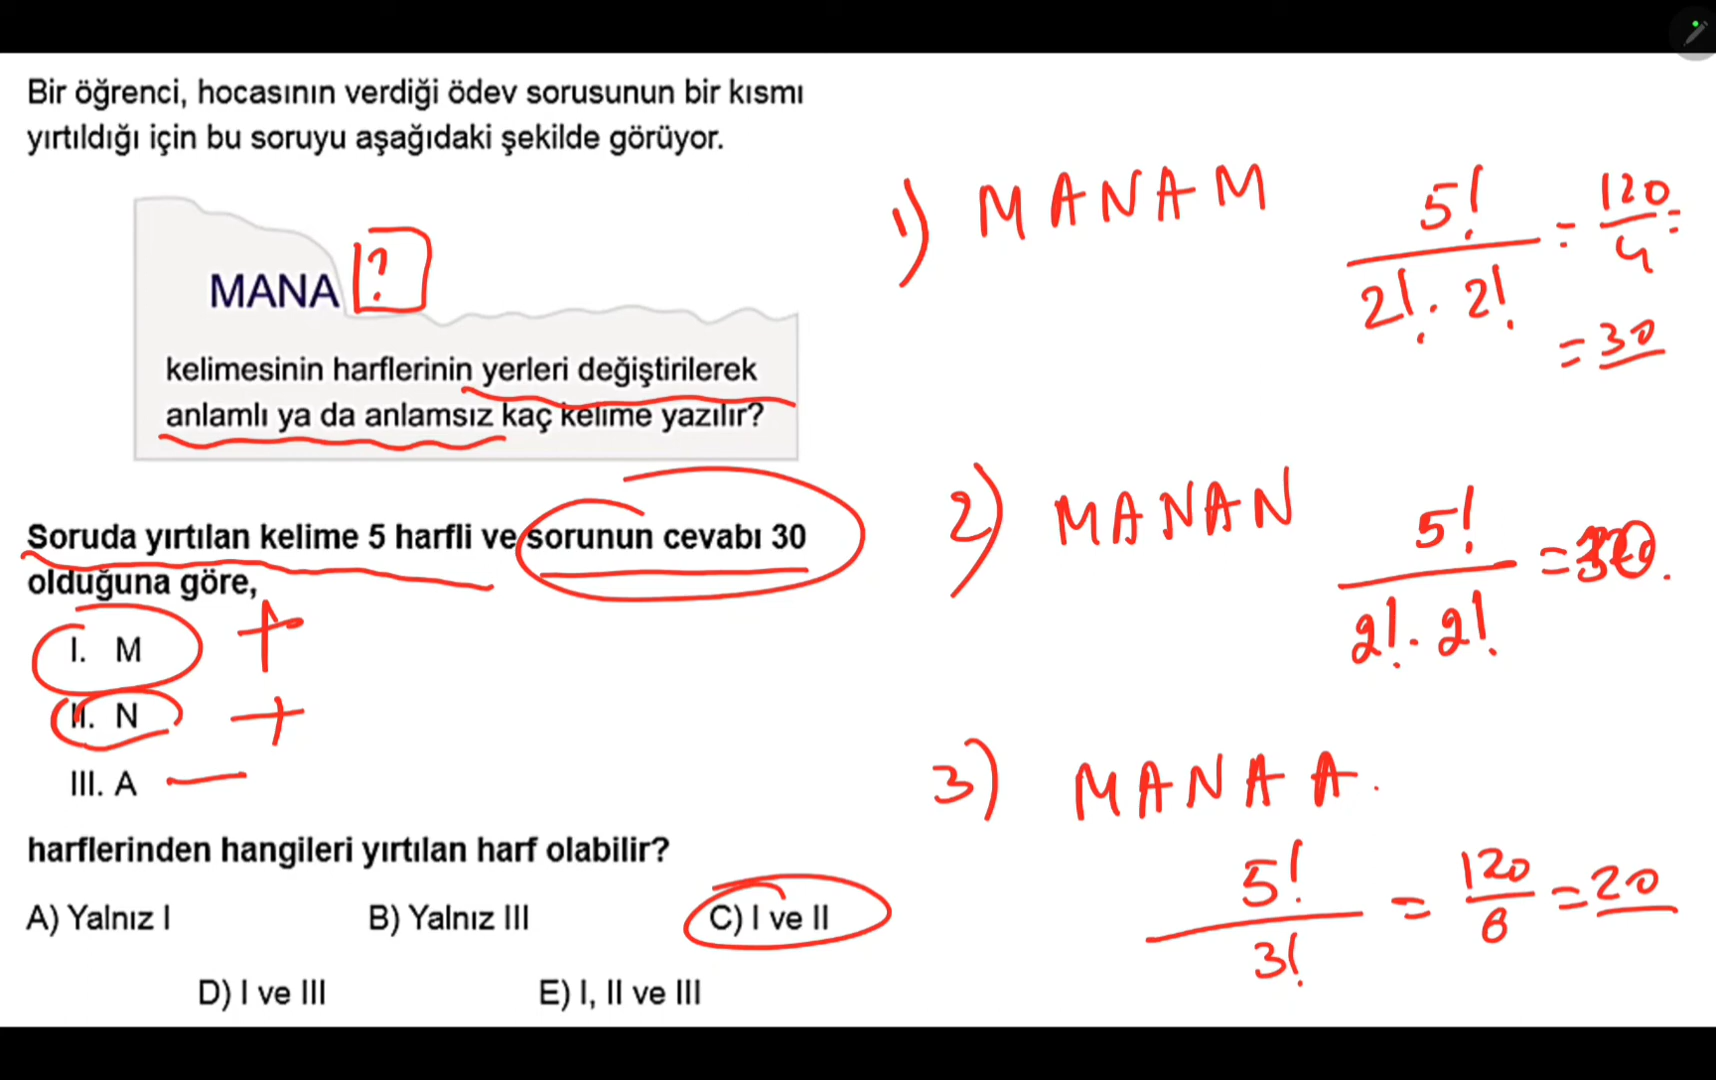 Bir öğrenci, hocasının verdiği ödev sorusunun bir kısmı
yırtıldığı için bu soruyu aşağıdaki şekilde görüyor.
MANA ?
kelimesinin harflerinin yerleri değiştirilerek
anlamlı ya da anlamsız kaç kelime yazılır?
Soruda yırtılan kelime 5 harfli ve sorunun cevabı 30
olduğuna göre,
I. M +
II. N +
III. A —
harflerinden hangileri yırtılan harf olabilir?
A) Yalnız I B) Yalnız III C) I ve II
D) I ve III E) I, II ve III
1) MANAM 5! / 2!.2! = 120 / 4 =
= 30
2) MANAN 5! / 2!.2! =
3) MANAA.
5! / 3! = 120 / 6 = 20